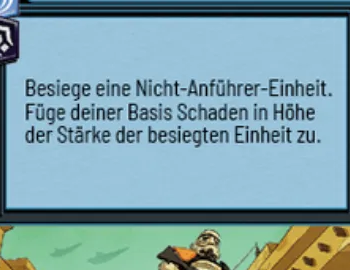 Besiege eine Nicht-Anführer-Einheit.
Füge deiner Basis Schaden in Höhe
der Stärke der besiegten Einheit zu.